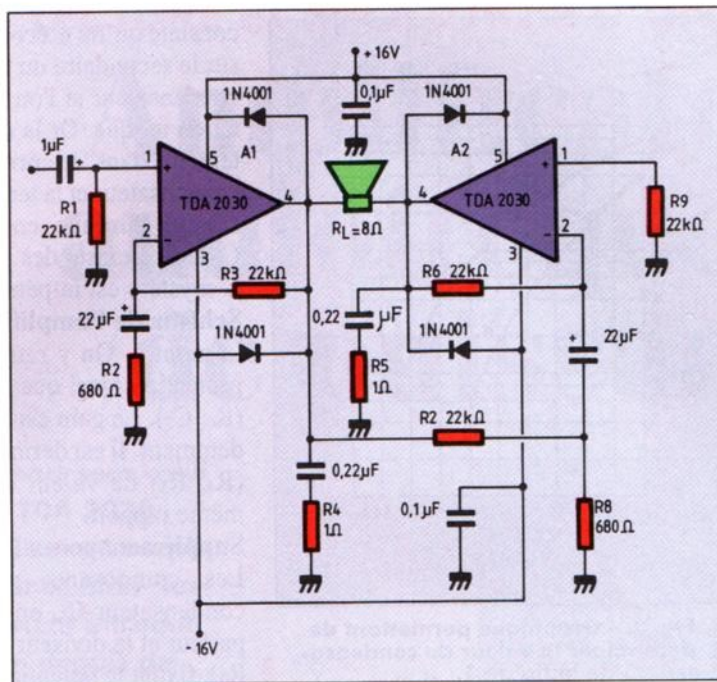 + 16V
1N4001
0,1µF
1N4001
1µF
A1
A2
1
5
5
1
+
+
+
TDA 2030
4
4
TDA 2030
R1
22kΩ
2
-
-
2
R9
22kΩ
3
3
RL = 8Ω
R3 22kΩ
R6 22kΩ
+
22µF
0,22 µF
+
22µF
1N4001
1N4001
R2
680Ω
R5
1Ω
R2 22kΩ
0,22µF
R4
1Ω
0,1µF
R8
680Ω
- 16V